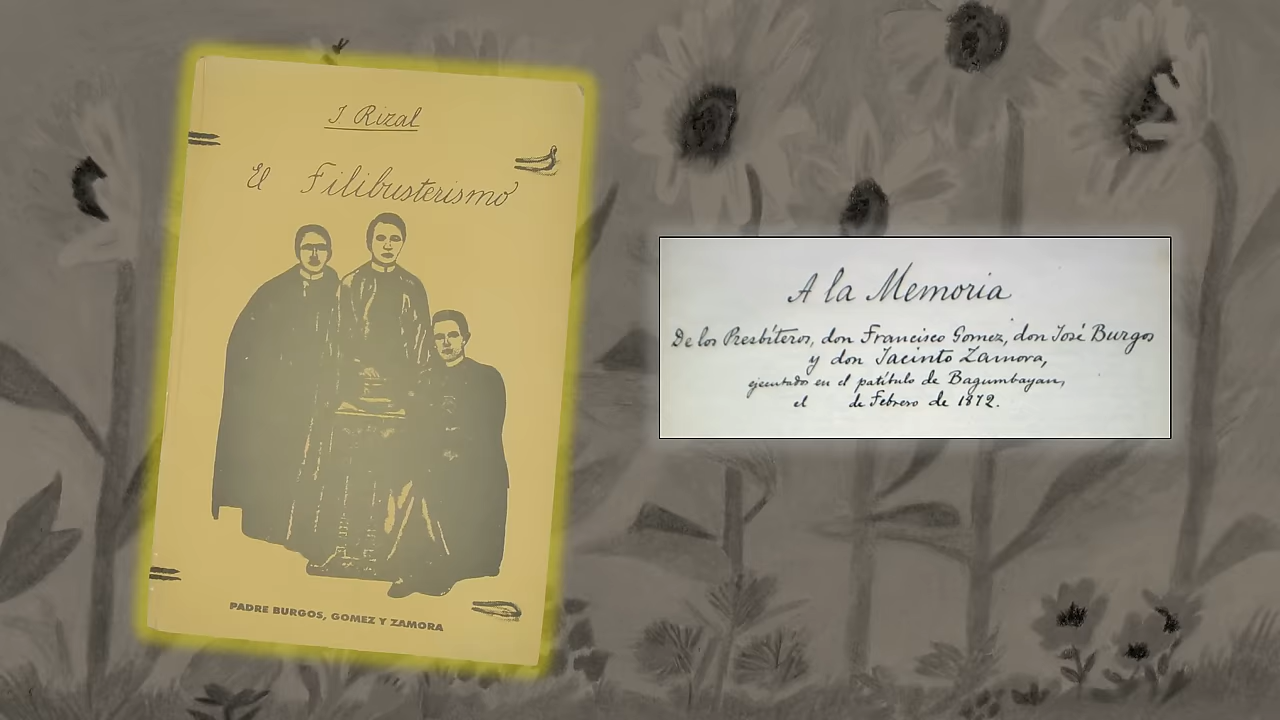 J. Rizal
El Filibusterismo
PADRE BURGOS, GOMEZ Y ZAMORA
A la Memoria
De los Presbíteros, don Francisco Gomez, don José Burgos
y don Jacinto Zamora,
ejecutados en el patíbulo de Bagumbayan,
el de Febrero de 1872.